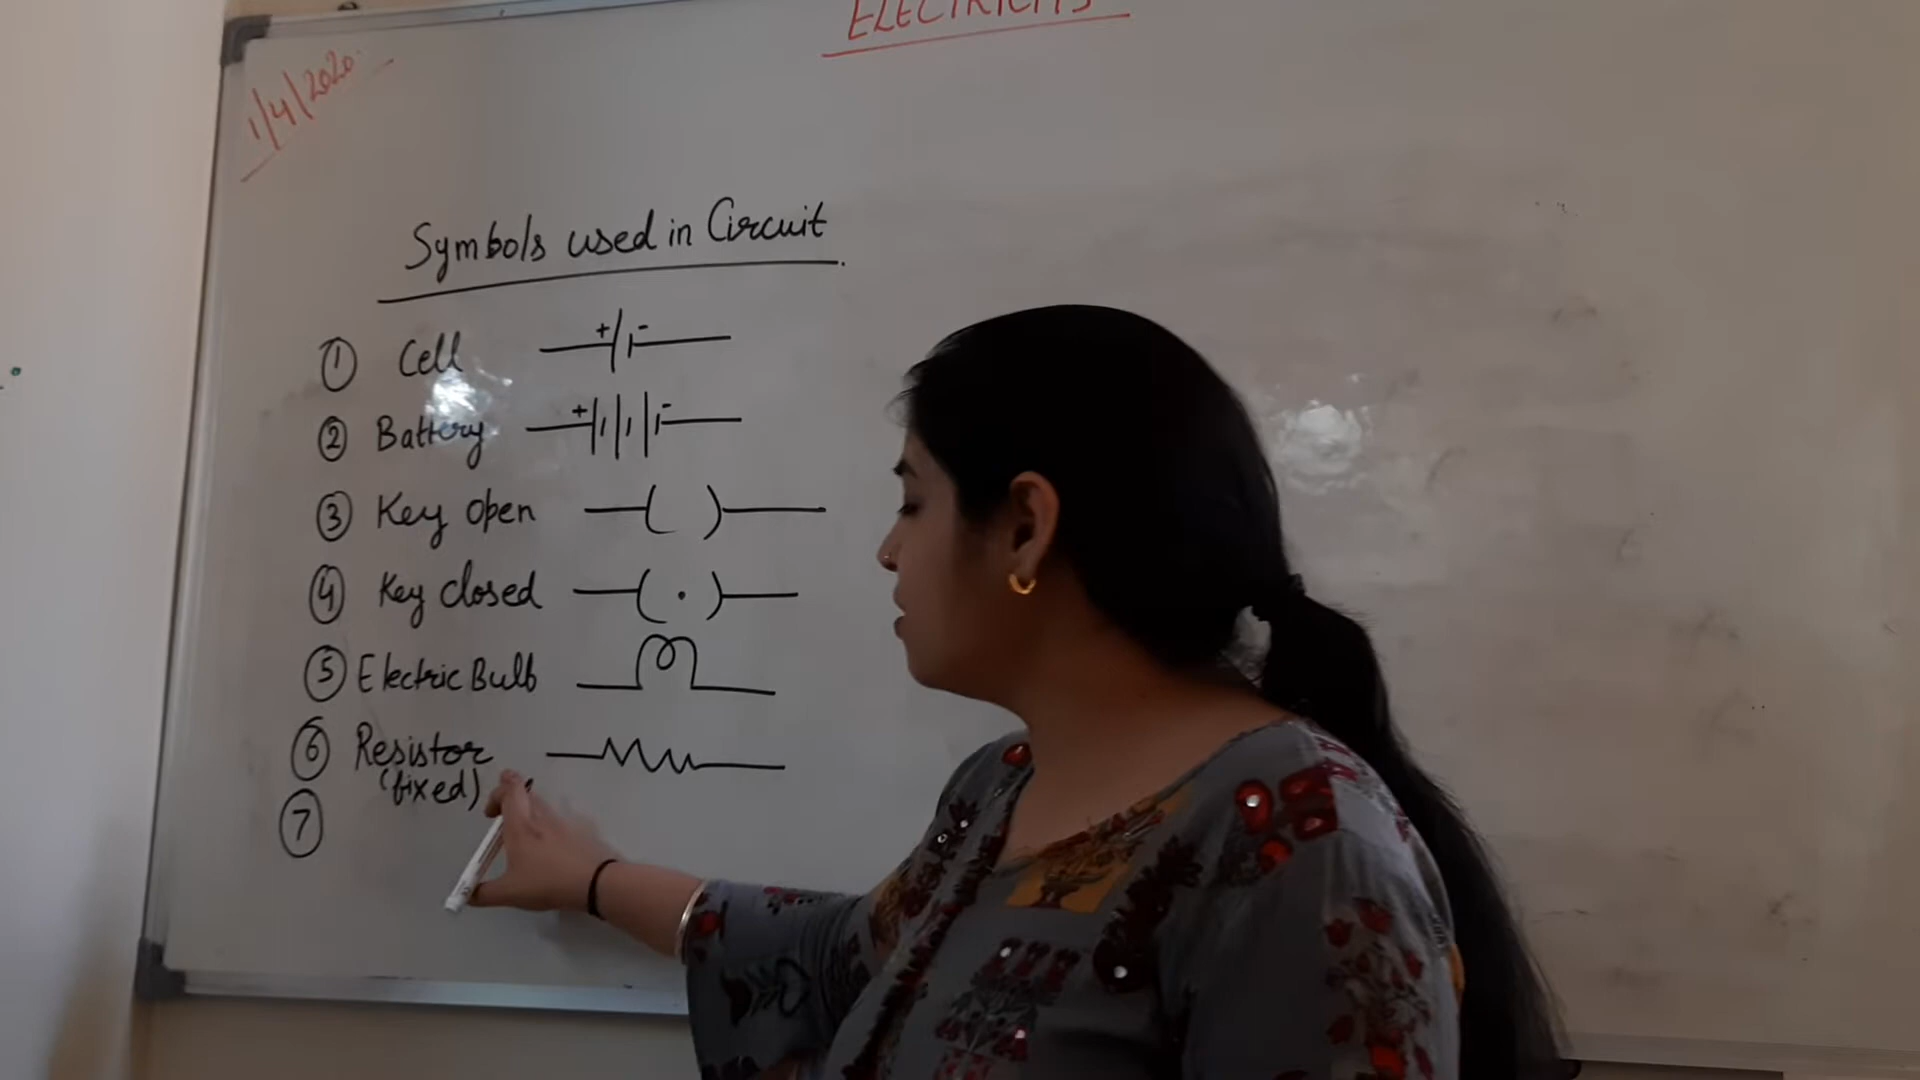 ELECTRICITY
1/4/2020
Symbols used in Circuit
1 Cell + -
2 Battery + -
3 Key open
4 Key closed
5 Electric Bulb
6 Resistor
(fixed)
7